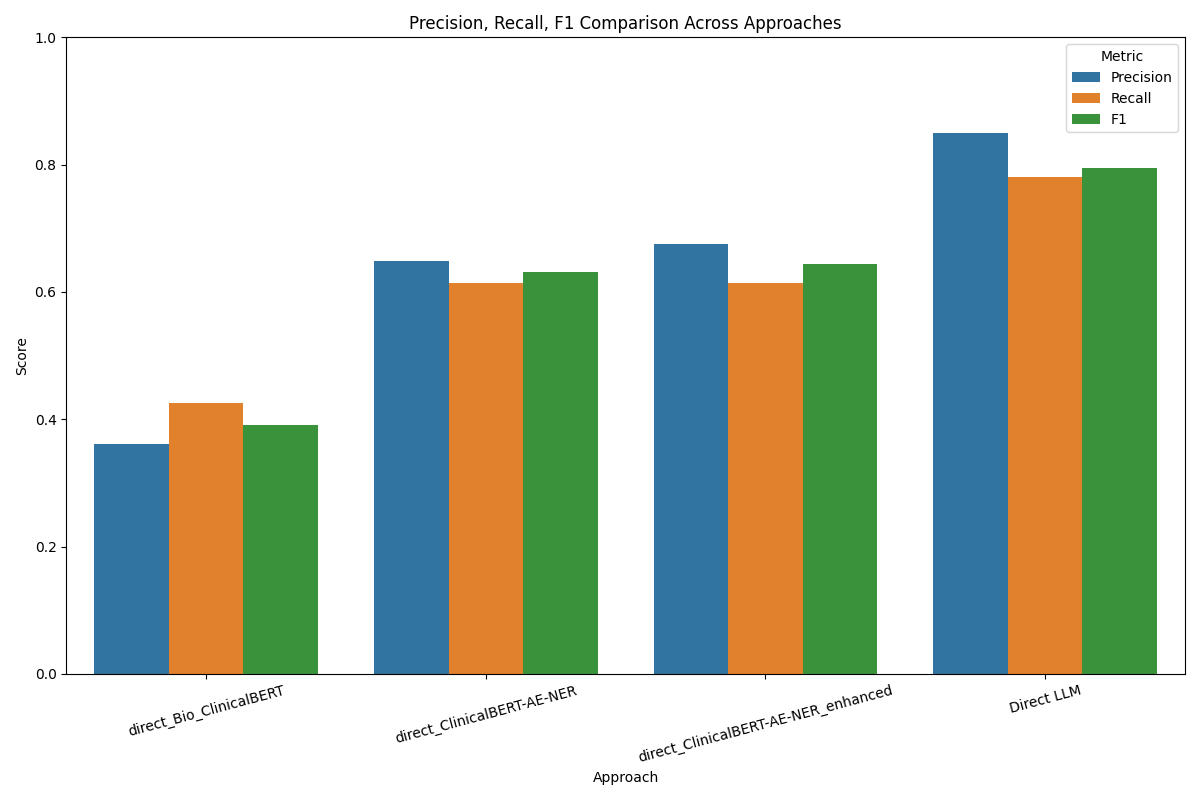 Precision, Recall, F1 Comparison Across Approaches
Metric
Precision
Recall
F1
1.0
0.8
0.6
0.4
0.2
0.0
Score
direct_Bio_ClinicalBERT
direct_ClinicalBERT-AE-NER
direct_ClinicalBERT-AE-NER_enhanced
Direct LLM
Approach